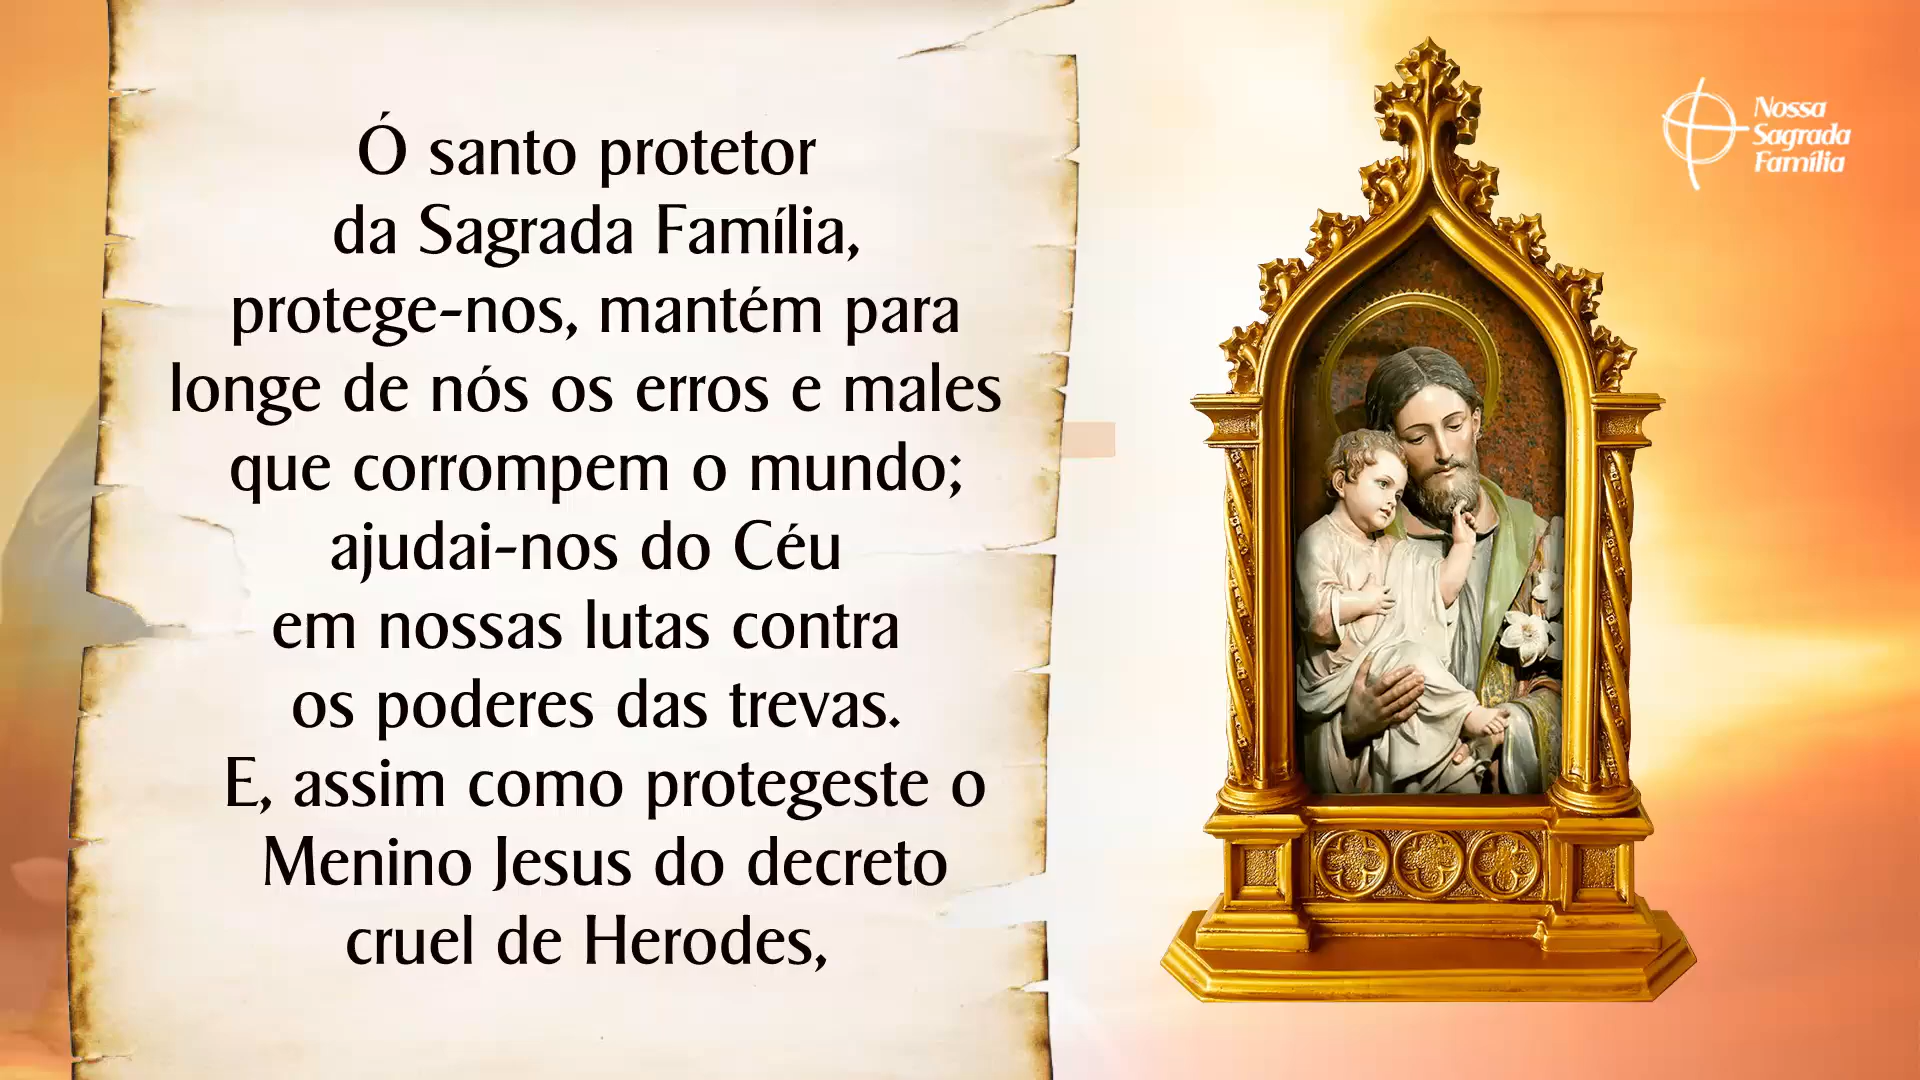 Ó santo protetor
da Sagrada Família,
protege-nos, mantém para
longe de nós os erros e males
que corrompem o mundo;
ajudai-nos do Céu
em nossas lutas contra
os poderes das trevas.
E, assim como protegeste o
Menino Jesus do decreto
cruel de Herodes,
Nossa
Sagrada
Família